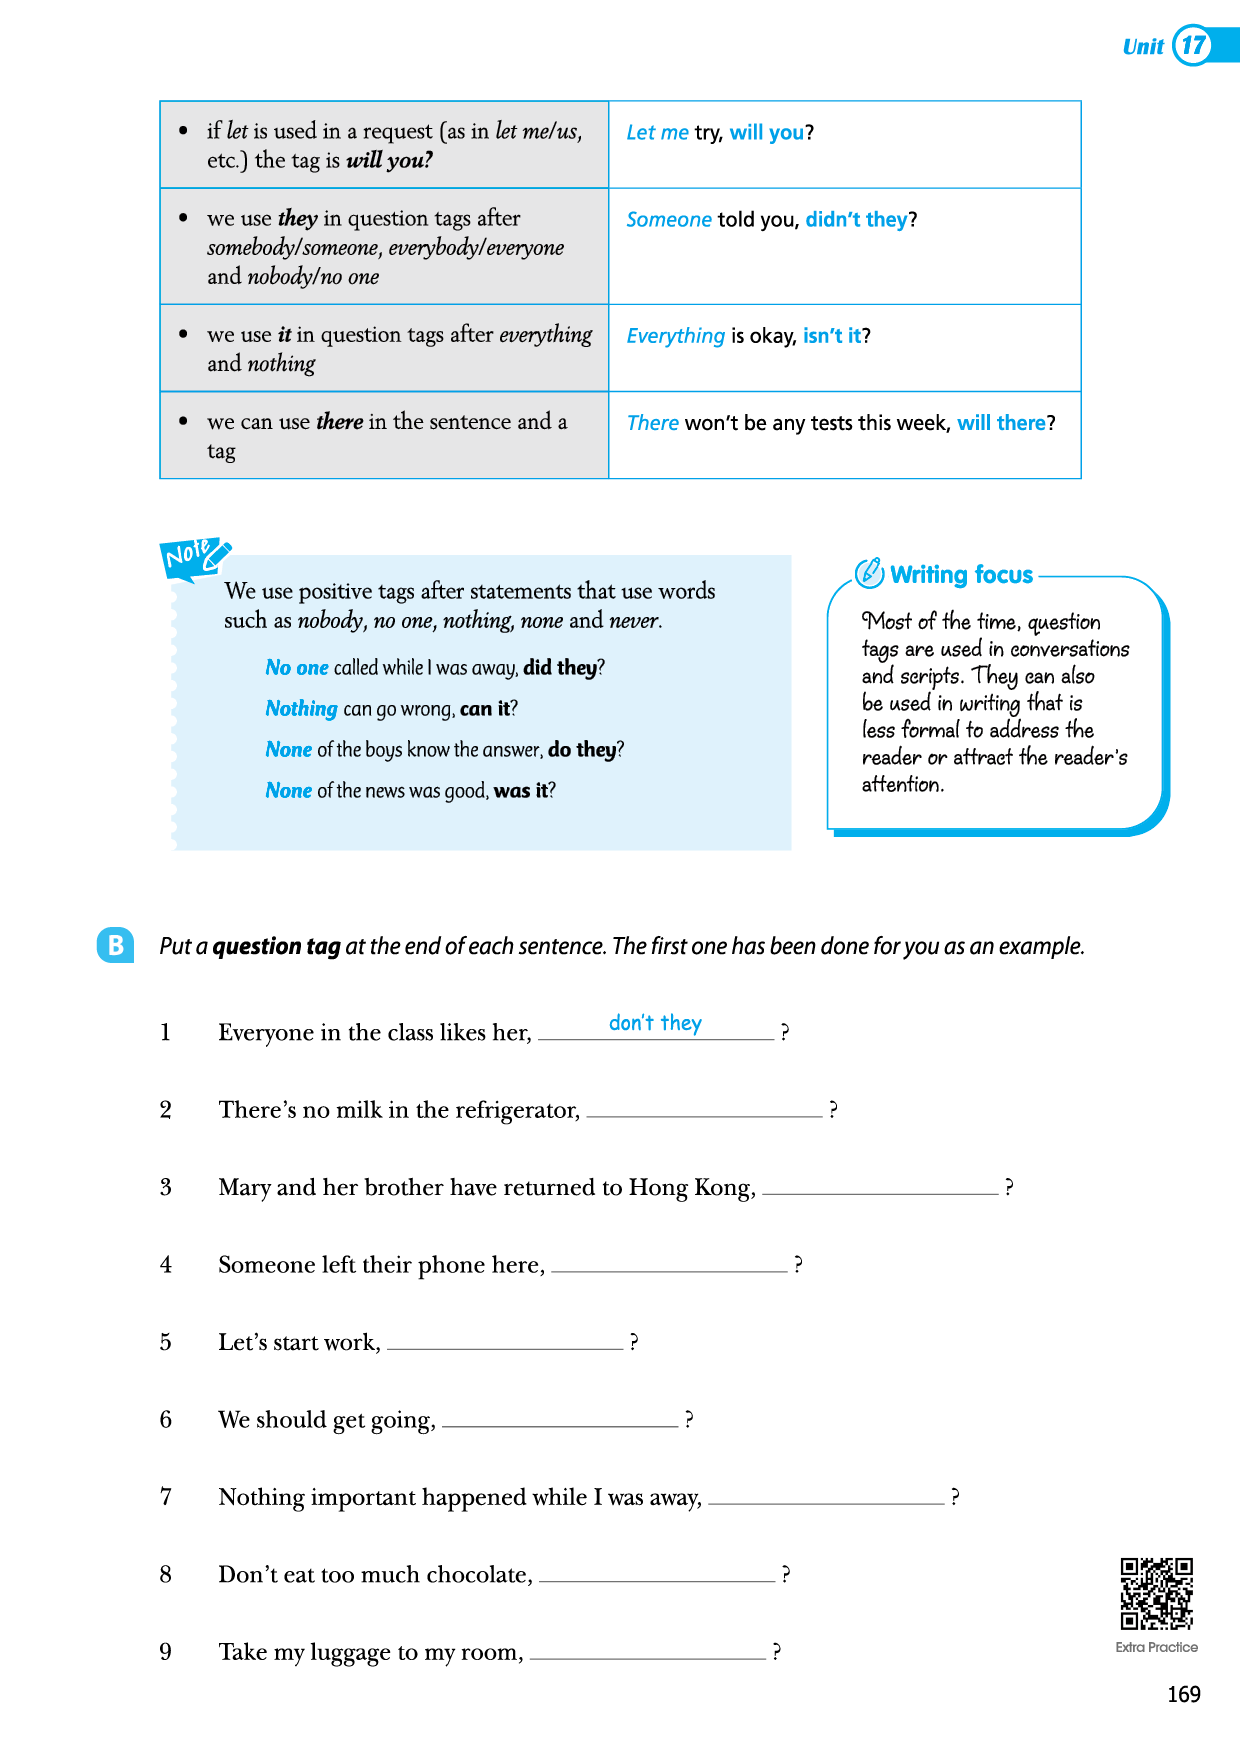 Unit 17
• if let is used in a request (as in let me/us,
etc.) the tag is will you?
Let me try, will you?
• we use they in question tags after
somebody/someone, everybody/everyone
and nobody/no one
Someone told you, didn't they?
• we use it in question tags after everything
and nothing
Everything is okay, isn't it?
• we can use there in the sentence and a
tag
There won't be any tests this week, will there?
Note
We use positive tags after statements that use words
such as nobody, no one, nothing, none and never.
No one called while I was away, did they?
Nothing can go wrong, can it?
None of the boys know the answer, do they?
None of the news was good, was it?
Writing focus
Most of the time, question
tags are used in conversations
and scripts. They can also
be used in writing that is
less formal to address the
reader or attract the reader's
attention.
B Put a question tag at the end of each sentence. The first one has been done for you as an example.
1 Everyone in the class likes her, don't they ?
2 There's no milk in the refrigerator, ?
3 Mary and her brother have returned to Hong Kong, ?
4 Someone left their phone here, ?
5 Let's start work, ?
6 We should get going, ?
7 Nothing important happened while I was away, ?
8 Don't eat too much chocolate, ?
9 Take my luggage to my room, ?
Extra Practice
169